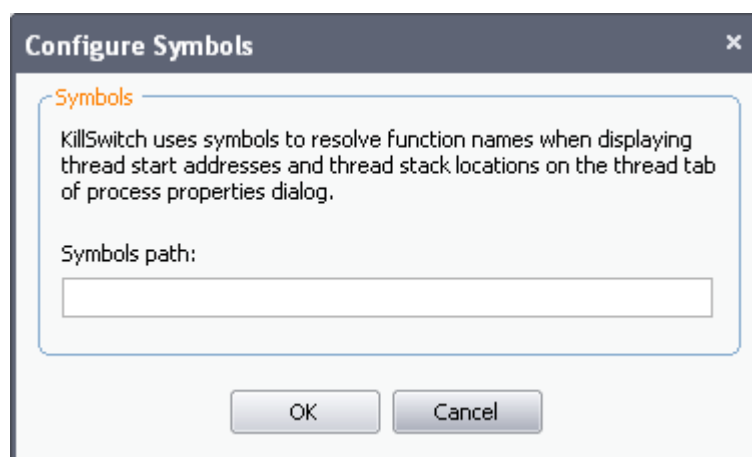 Configure Symbols
Symbols
KillSwitch uses symbols to resolve function names when displaying
thread start addresses and thread stack locations on the thread tab
of process properties dialog.
Symbols path:
OK Cancel